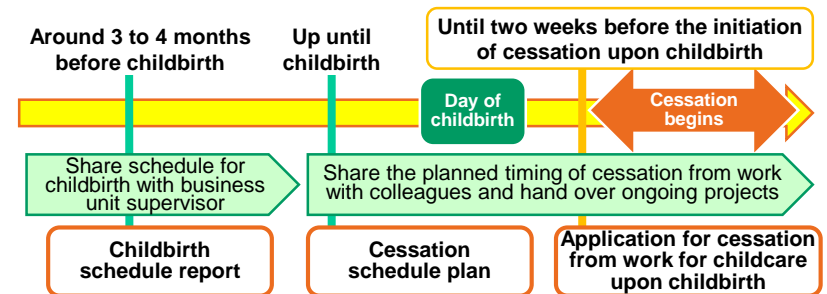 Around 3 to 4 months
before childbirth
Up until
childbirth
Until two weeks before the initiation
of cessation upon childbirth
Day of
childbirth
Cessation
begins
Share schedule for
childbirth with business
unit supervisor
Share the planned timing of cessation from work
with colleagues and hand over ongoing projects
Childbirth
schedule report
Cessation
schedule plan
Application for cessation
from work for childcare
upon childbirth